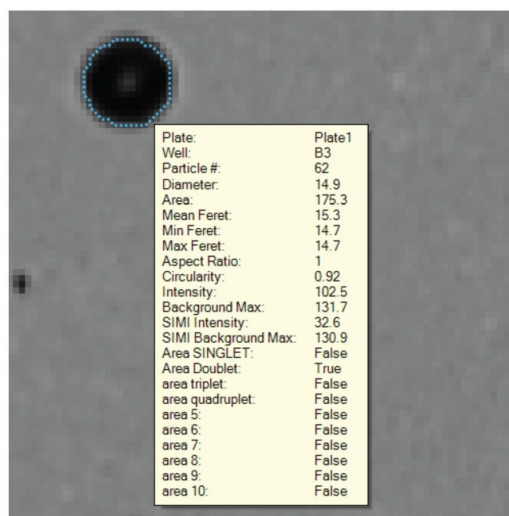 Plate: Plate1
Well: B3
Particle #: 62
Diameter: 14.9
Area: 175.3
Mean Feret: 15.3
Min Feret: 14.7
Max Feret: 14.7
Aspect Ratio: 1
Circularity: 0.92
Intensity: 102.5
Background Max: 131.7
SIMI Intensity: 32.6
SIMI Background Max: 130.9
Area SINGLET: False
Area Doublet: True
area triplet: False
area quadruplet: False
area 5: False
area 6: False
area 7: False
area 8: False
area 9: False
area 10: False